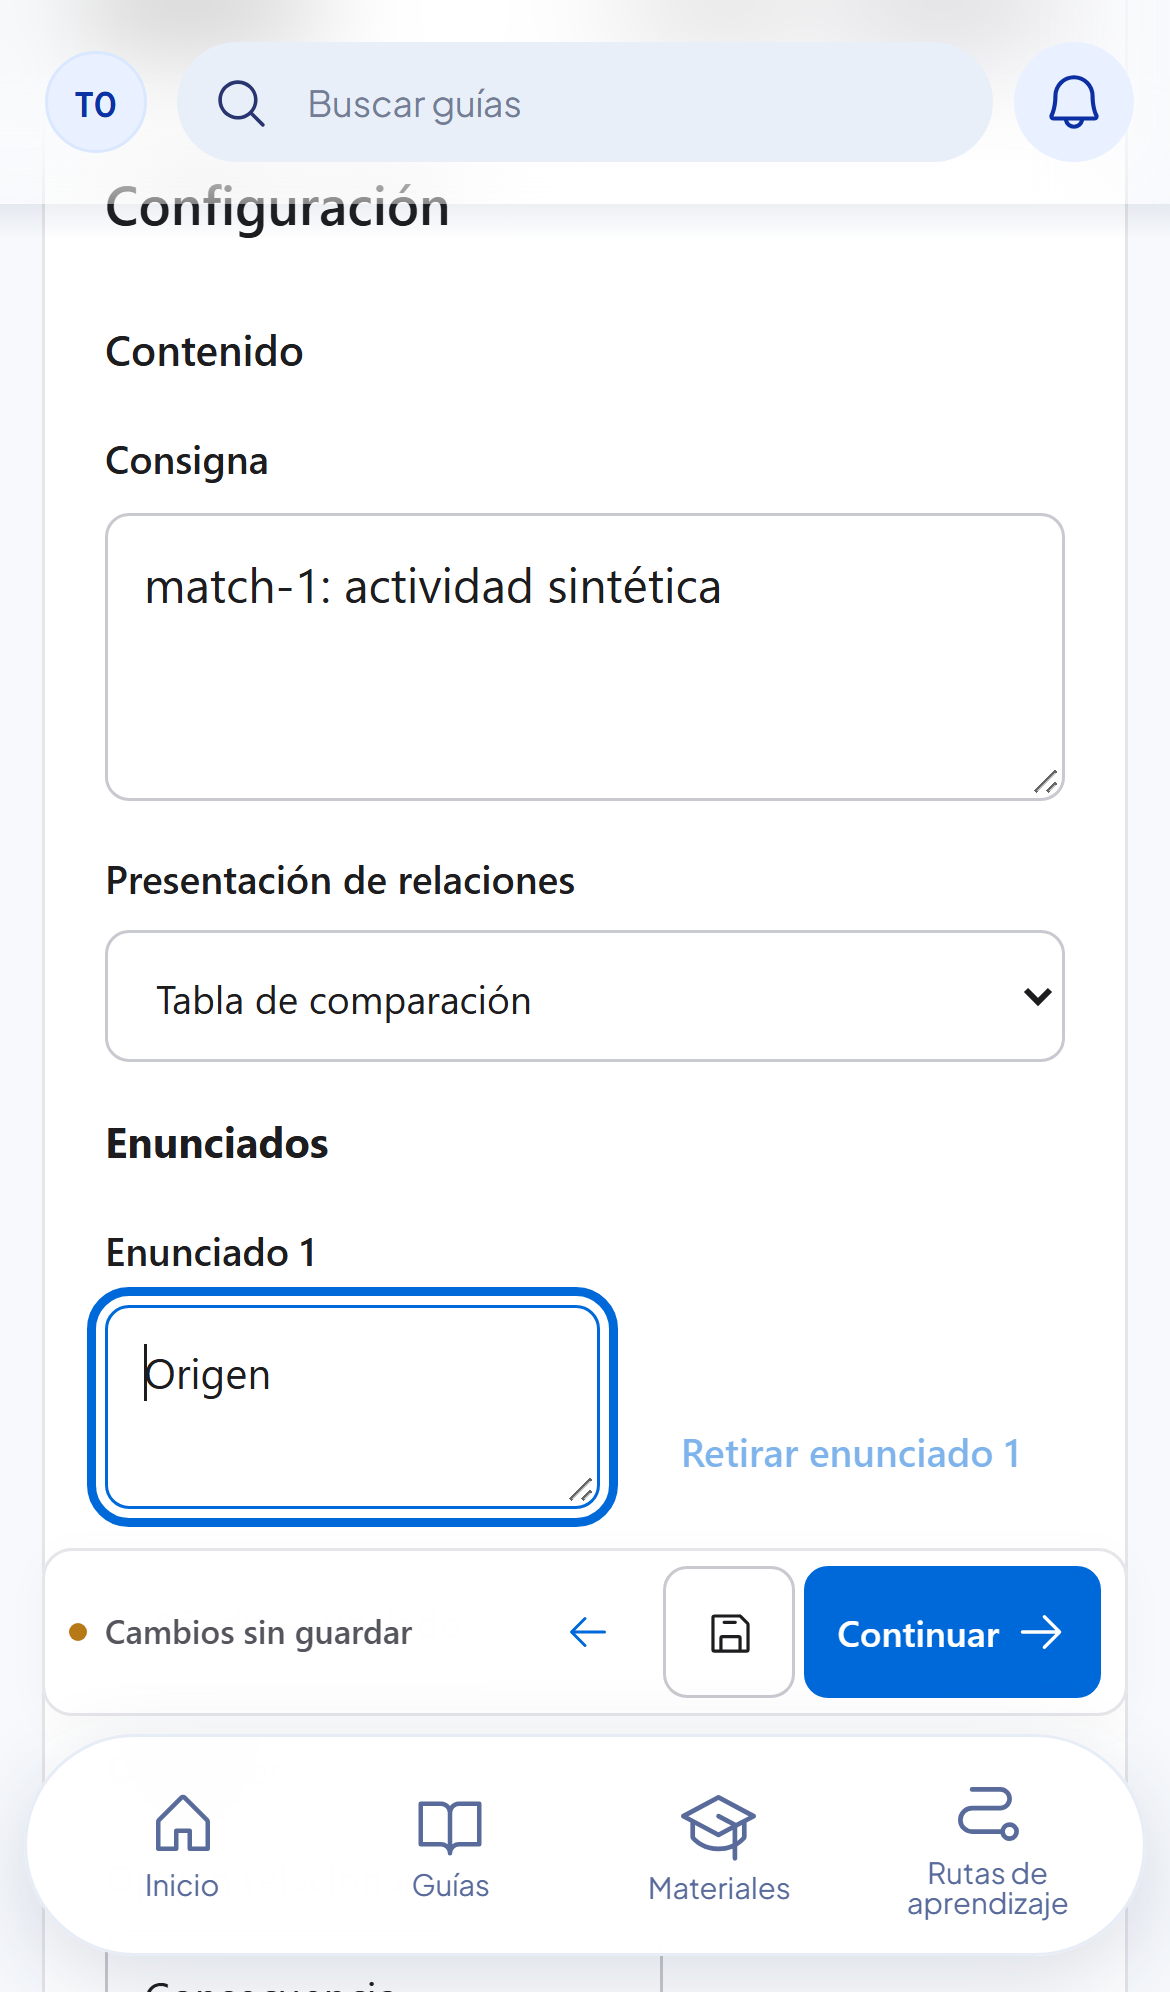 TO
Buscar guías
Configuración
Contenido
Consigna
match-1: actividad sintética
Presentación de relaciones
Tabla de comparación
Enunciados
Enunciado 1
Origen
Retirar enunciado 1
Cambios sin guardar
Continuar
Inicio
Guías
Materiales
Rutas de
aprendizaje